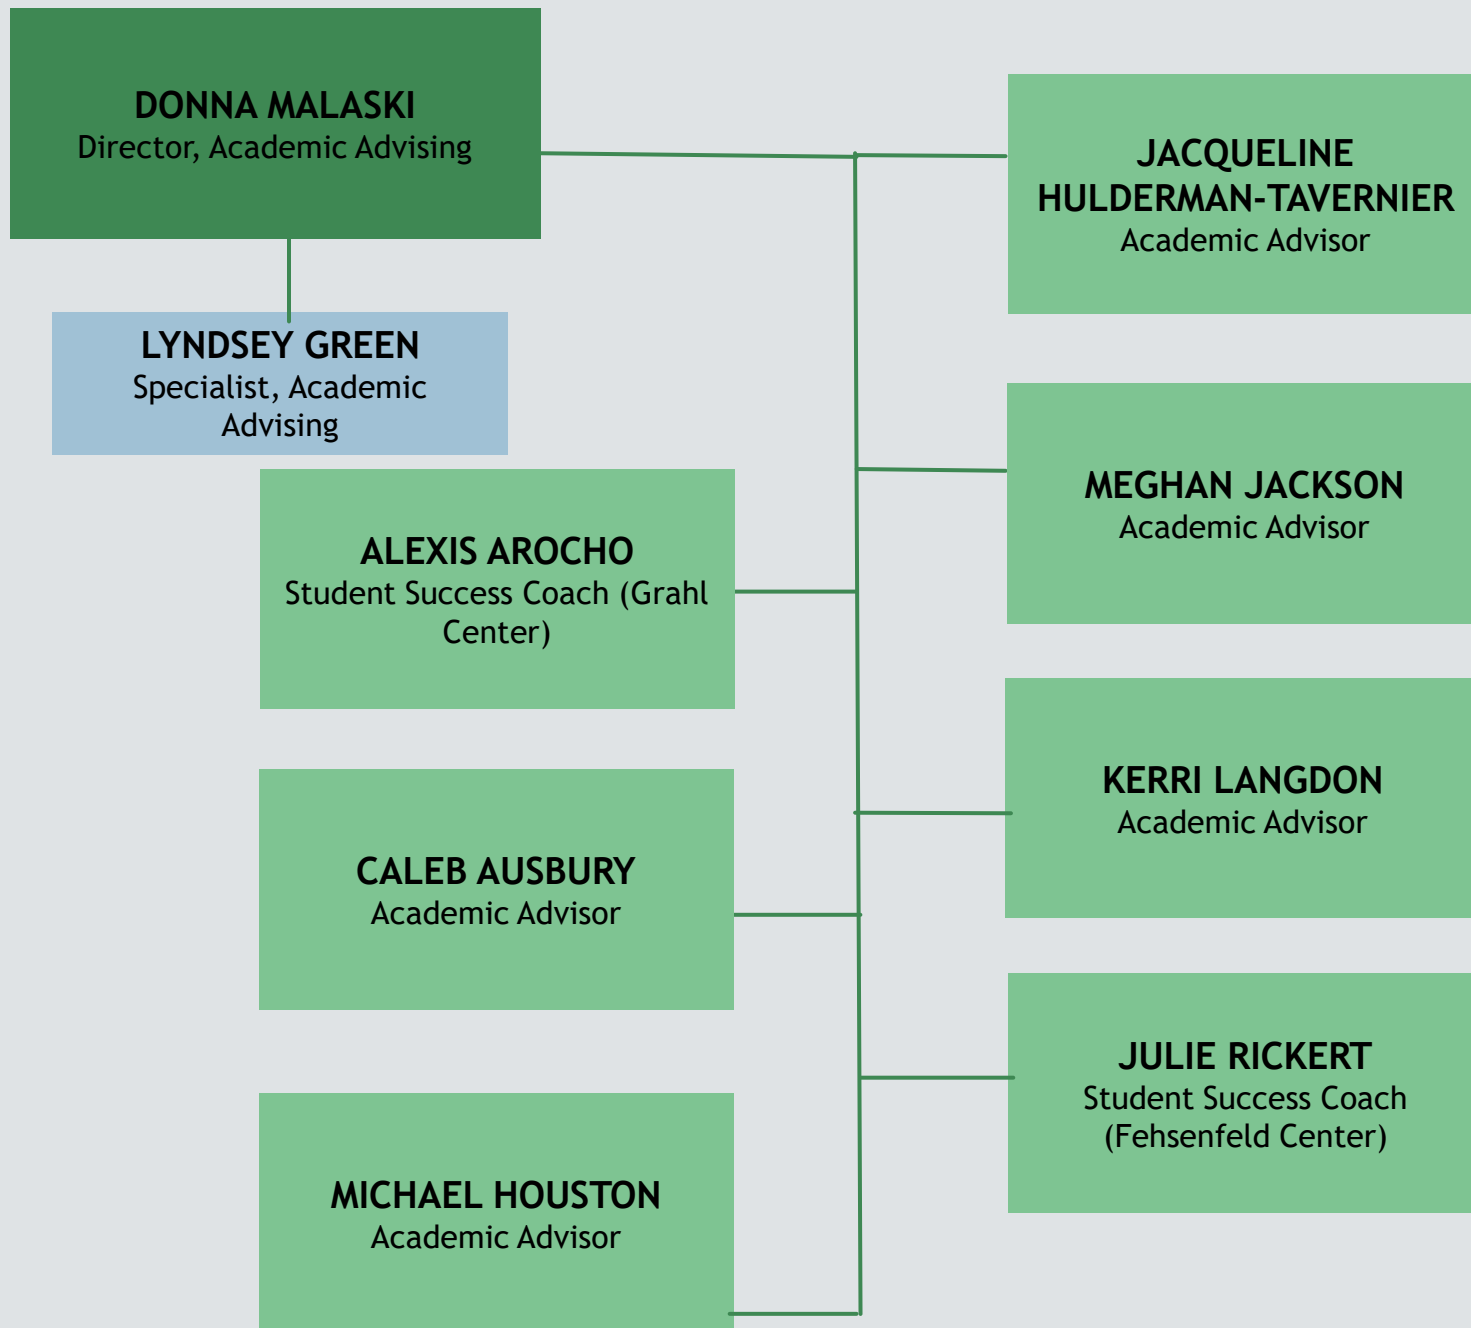 DONNA MALASKI
Director, Academic Advising
LYNDSEY GREEN
Specialist, Academic
Advising
ALEXIS AROCHO
Student Success Coach (Grahl
Center)
CALEB AUSBURY
Academic Advisor
MICHAEL HOUSTON
Academic Advisor
JACQUELINE
HULDERMAN-TAVERNIER
Academic Advisor
MEGHAN JACKSON
Academic Advisor
KERRI LANGDON
Academic Advisor
JULIE RICKERT
Student Success Coach
(Fehsenfeld Center)